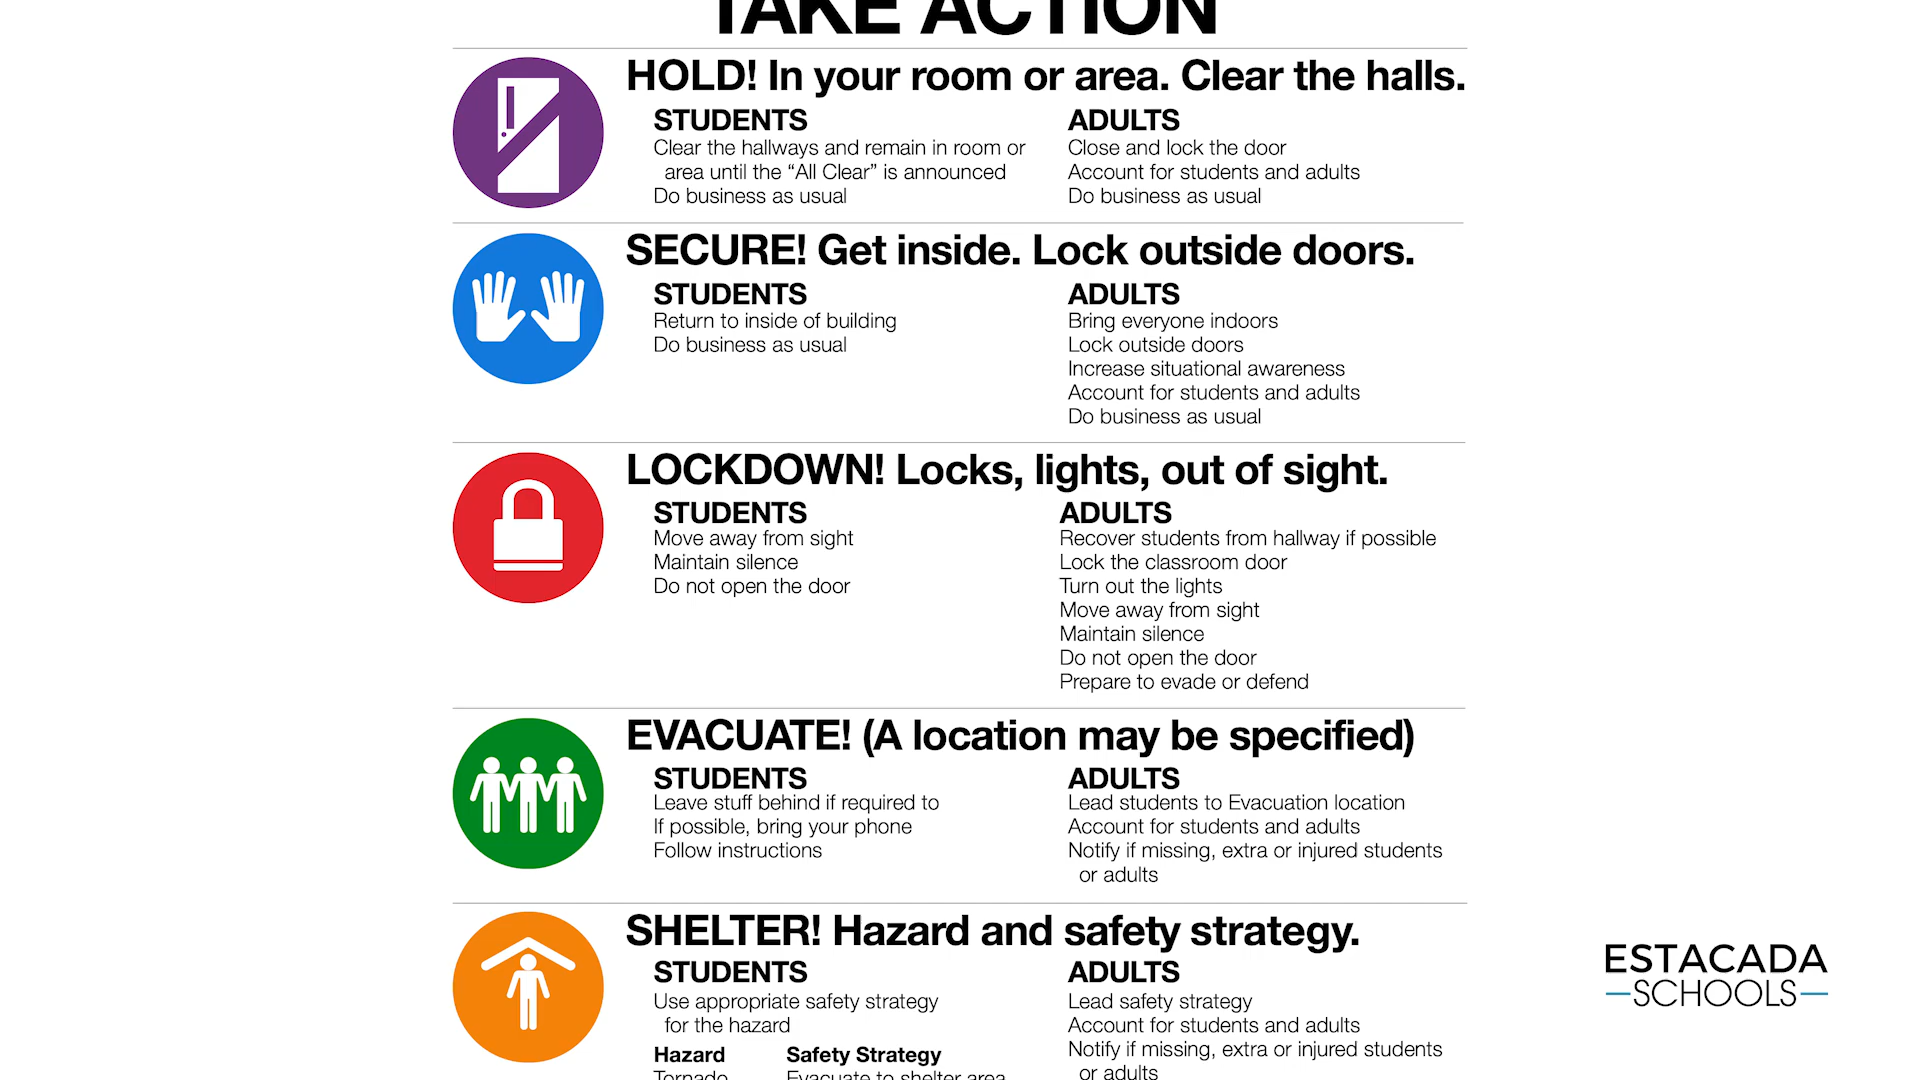 TAKE ACTION
HOLD! In your room or area. Clear the halls.
STUDENTS
Clear the hallways and remain in room or
area until the “All Clear” is announced
Do business as usual
ADULTS
Close and lock the door
Account for students and adults
Do business as usual
SECURE! Get inside. Lock outside doors.
STUDENTS
Return to inside of building
Do business as usual
ADULTS
Bring everyone indoors
Lock outside doors
Increase situational awareness
Account for students and adults
Do business as usual
LOCKDOWN! Locks, lights, out of sight.
STUDENTS
Move away from sight
Maintain silence
Do not open the door
ADULTS
Recover students from hallway if possible
Lock the classroom door
Turn out the lights
Move away from sight
Maintain silence
Do not open the door
Prepare to evade or defend
EVACUATE! (A location may be specified)
STUDENTS
Leave stuff behind if required to
If possible, bring your phone
Follow instructions
ADULTS
Lead students to Evacuation location
Account for students and adults
Notify if missing, extra or injured students
or adults
SHELTER! Hazard and safety strategy.
STUDENTS
Use appropriate safety strategy
for the hazard
Hazard Safety Strategy
Tornado Evacuate to shelter area
ADULTS
Lead safety strategy
Account for students and adults
Notify if missing, extra or injured students
or adults
ESTACADA
SCHOOLS